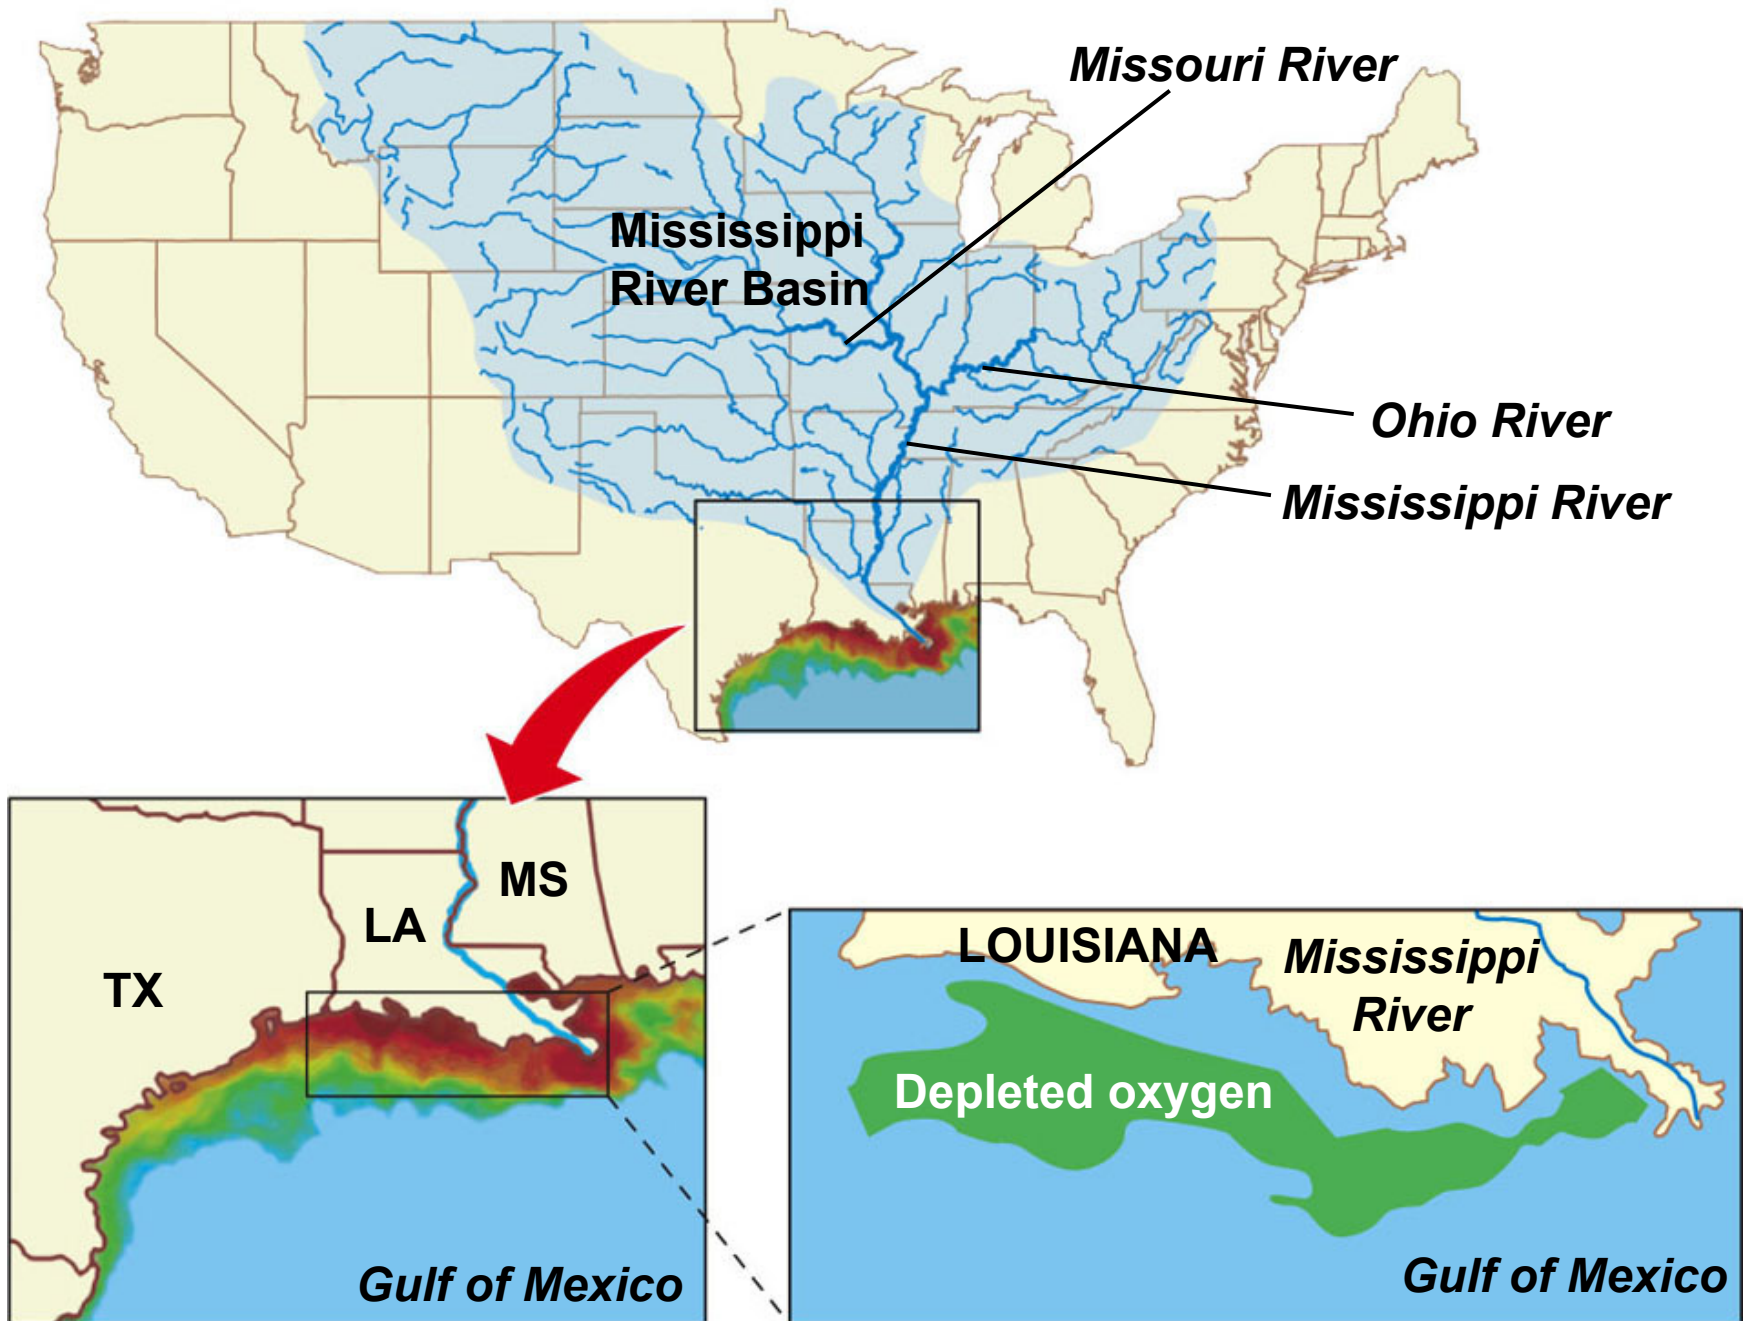 Missouri River
Mississippi
River Basin
Ohio River
Mississippi River
MS
LA
TX
Gulf of Mexico
LOUISIANA
Mississippi
River
Depleted oxygen
Gulf of Mexico